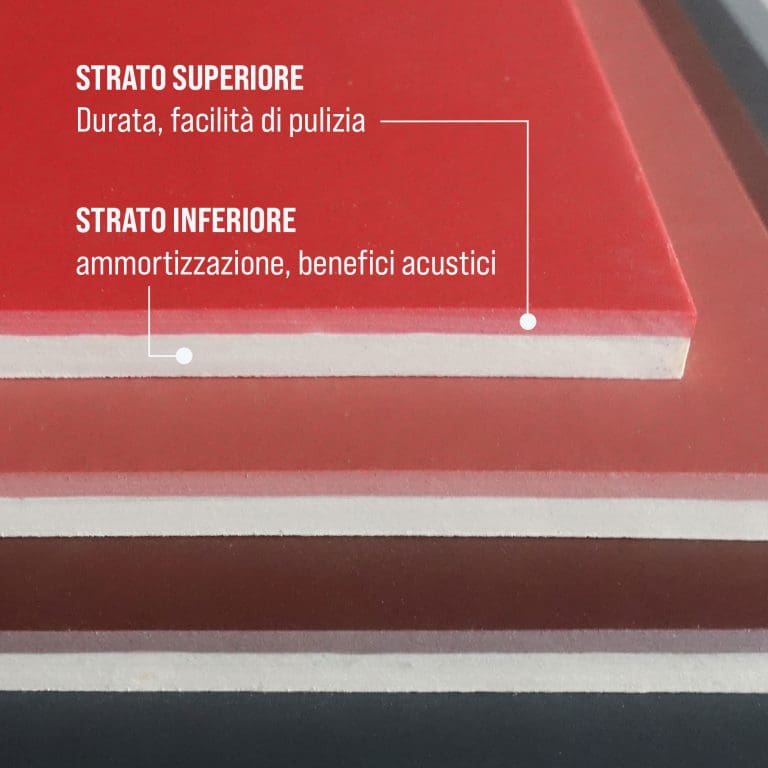 STRATO SUPERIORE
Durata, facilità di pulizia
STRATO INFERIORE
ammortizzazione, benefici acustici